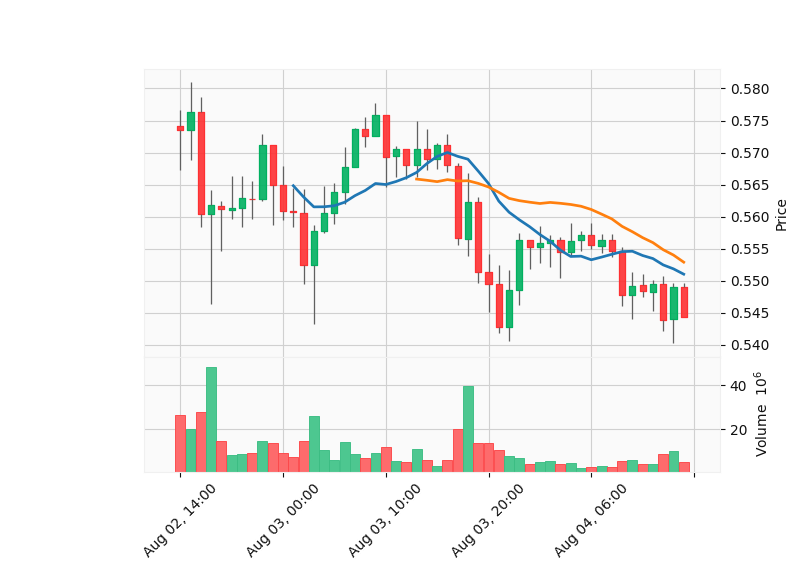 0.580
0.575
0.570
0.565
0.560
0.555
0.550
0.545
0.540
Price
40
20
Volume 10^6
Aug 02, 14:00
Aug 03, 00:00
Aug 03, 10:00
Aug 03, 20:00
Aug 04, 06:00